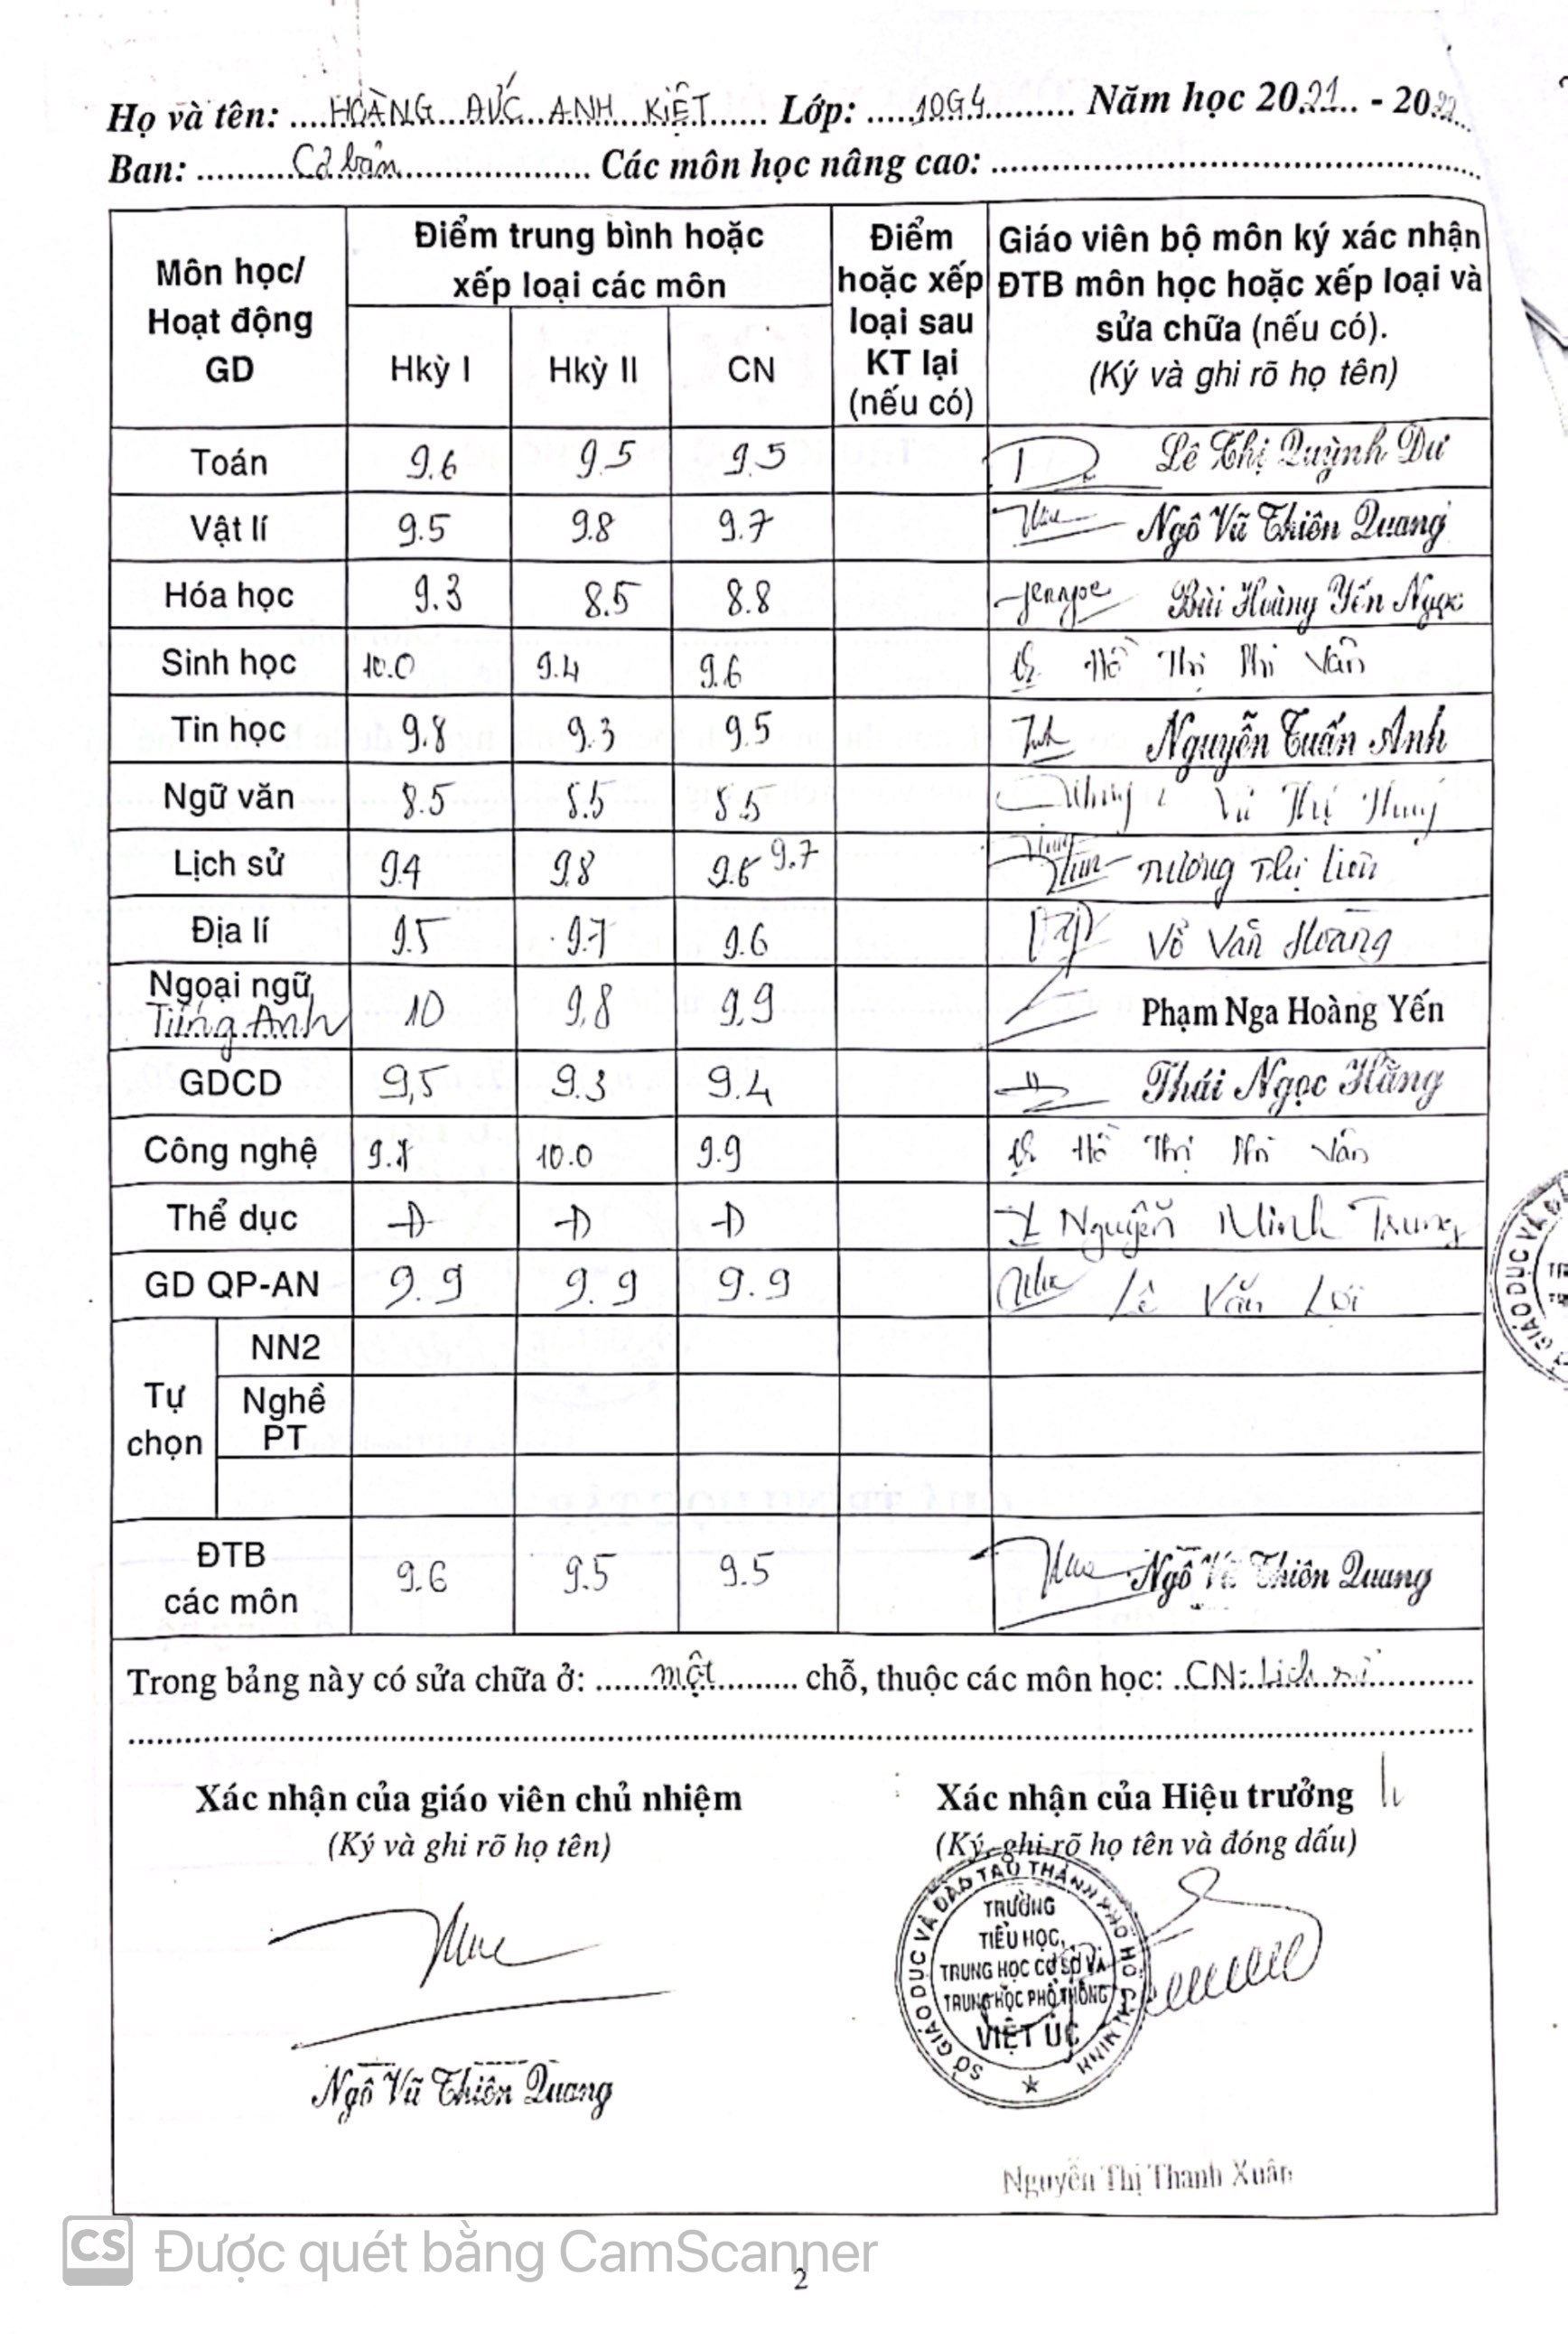 Họ và tên: HOÀNG ĐỨC ANH KIỆT Lớp: 10G4 Năm học 2021 - 2022
Ban: Cơ bản Các môn học nâng cao:
Môn học/ Hoạt động GD
Điểm trung bình hoặc xếp loại các môn
Điểm hoặc xếp loại sau KT lại (nếu có)
Giáo viên bộ môn ký xác nhận ĐTB môn học hoặc xếp loại và sửa chữa (nếu có).
(Ký và ghi rõ họ tên)
Hkỳ I Hkỳ II CN
Toán 9.6 9.5 9.5 Lê Thị Quỳnh Dư
Vật lí 9.5 9.8 9.7 Ngô Vũ Thiên Quang
Hóa học 9.3 8.5 8.8 Bùi Hoàng Yến Ngọc
Sinh học 10.0 9.4 9.6 Hồ Thị Phi Vân
Tin học 9.8 9.3 9.5 Nguyễn Tuấn Anh
Ngữ văn 8.5 8.5 8.5 Vũ Thị
Lịch sử 9.4 9.8 9.6 9.7 Trương Thị Liên
Địa lí 9.5 9.7 9.6 Võ Văn Hoàng
Ngoại ngữ Tiếng Anh 10 9,8 9,9 Phạm Nga Hoàng Yến
GDCD 9,5 9.3 9.4 Thái Ngọc Hằng
Công nghệ 10.0 9.9 Hồ Thị Phi Vân
Thể dục Đ Đ Đ Nguyễn Minh Trung
GD QP-AN 9.9 9.9 9.9 Lê Văn Lợi
Tự chọn
NN2
Nghề PT
ĐTB các môn 9.6 9.5 9.5 Ngô Vũ Thiên Quang
Trong bảng này có sửa chữa ở: một chỗ, thuộc các môn học: CN: Lịch sử
Xác nhận của giáo viên chủ nhiệm
(Ký và ghi rõ họ tên)
Ngô Vũ Thiên Quang
Xác nhận của Hiệu trưởng
(Ký, ghi rõ họ tên và đóng dấu)
SỞ GIÁO DỤC VÀ ĐÀO TẠO THÀNH PHỐ HỒ CHÍ MINH
TRƯỜNG
TIỂU HỌC,
TRUNG HỌC CƠ SỞ VÀ
TRUNG HỌC PHỔ THÔNG
VIỆT ÚC
Nguyễn Thị Thanh Xuân
CS Được quét bằng CamScanner
2